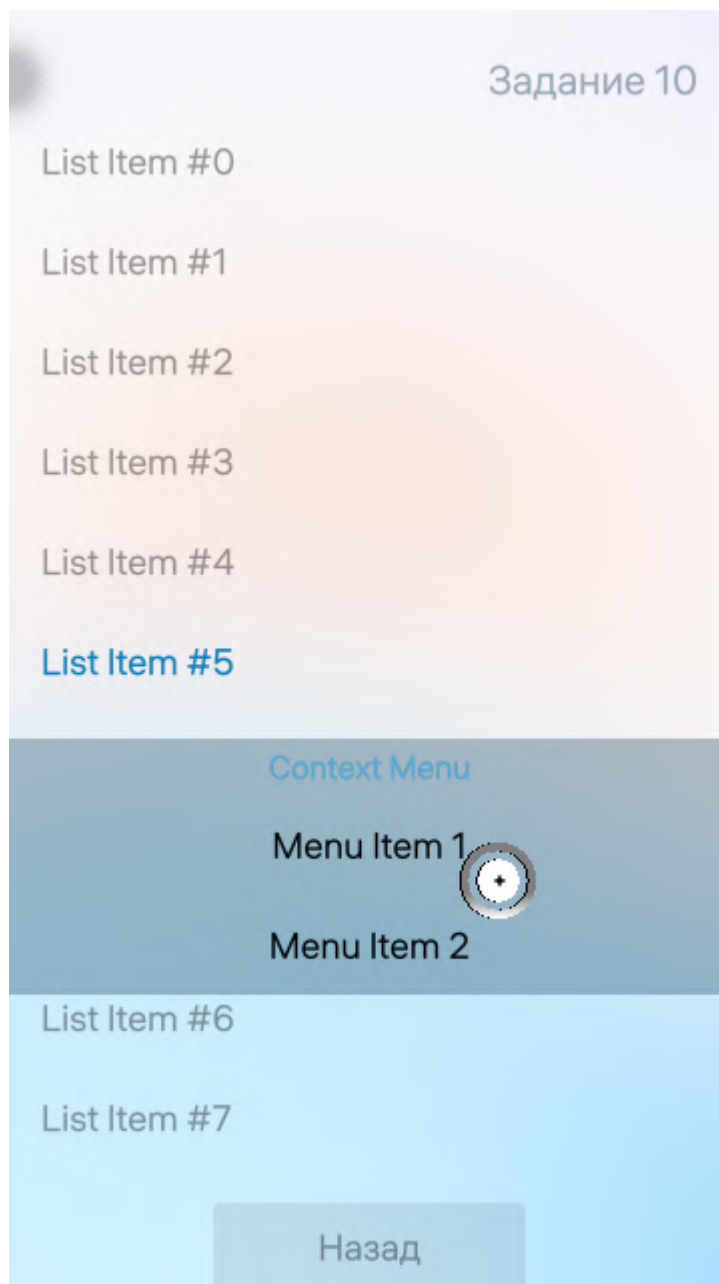 Задание 10
List Item #0
List Item #1
List Item #2
List Item #3
List Item #4
List Item #5
Context Menu
Menu Item 1
Menu Item 2
List Item #6
List Item #7
Назад